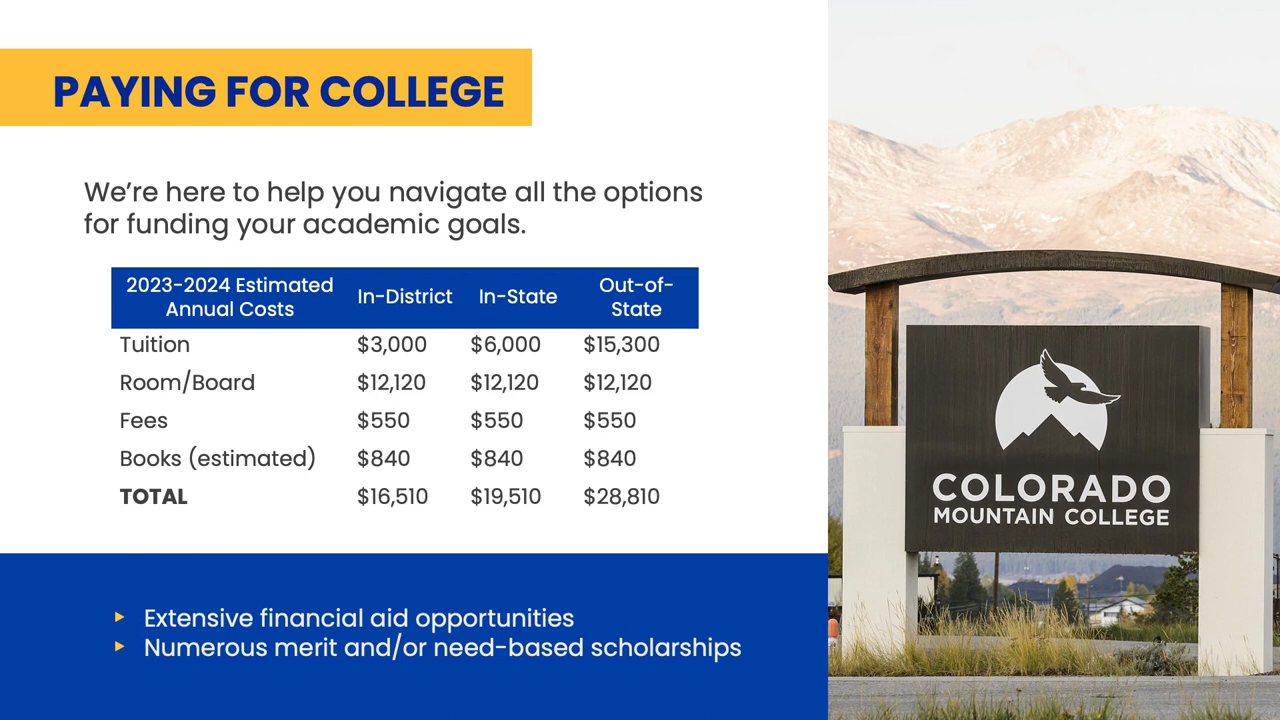 PAYING FOR COLLEGE
We’re here to help you navigate all the options
for funding your academic goals.
2023-2024 Estimated
Annual Costs
In-District
In-State
Out-of-
State
Tuition $3,000 $6,000 $15,300
Room/Board $12,120 $12,120 $12,120
Fees $550 $550 $550
Books (estimated) $840 $840 $840
TOTAL $16,510 $19,510 $28,810
Extensive financial aid opportunities
Numerous merit and/or need-based scholarships
COLORADO
MOUNTAIN COLLEGE